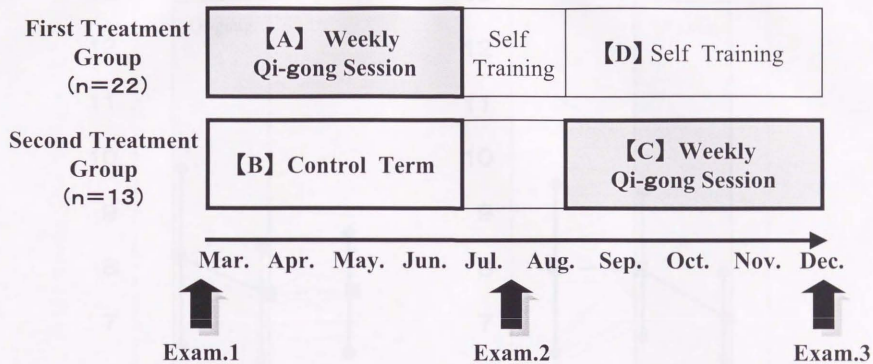 First Treatment
Group
(n=22)
【A】 Weekly
Qi-gong Session
Self
Training
【D】 Self Training
Second Treatment
Group
(n=13)
【B】 Control Term
【C】 Weekly
Qi-gong Session
Mar. Apr. May. Jun. Jul. Aug. Sep. Oct. Nov. Dec.
Exam.1 Exam.2 Exam.3